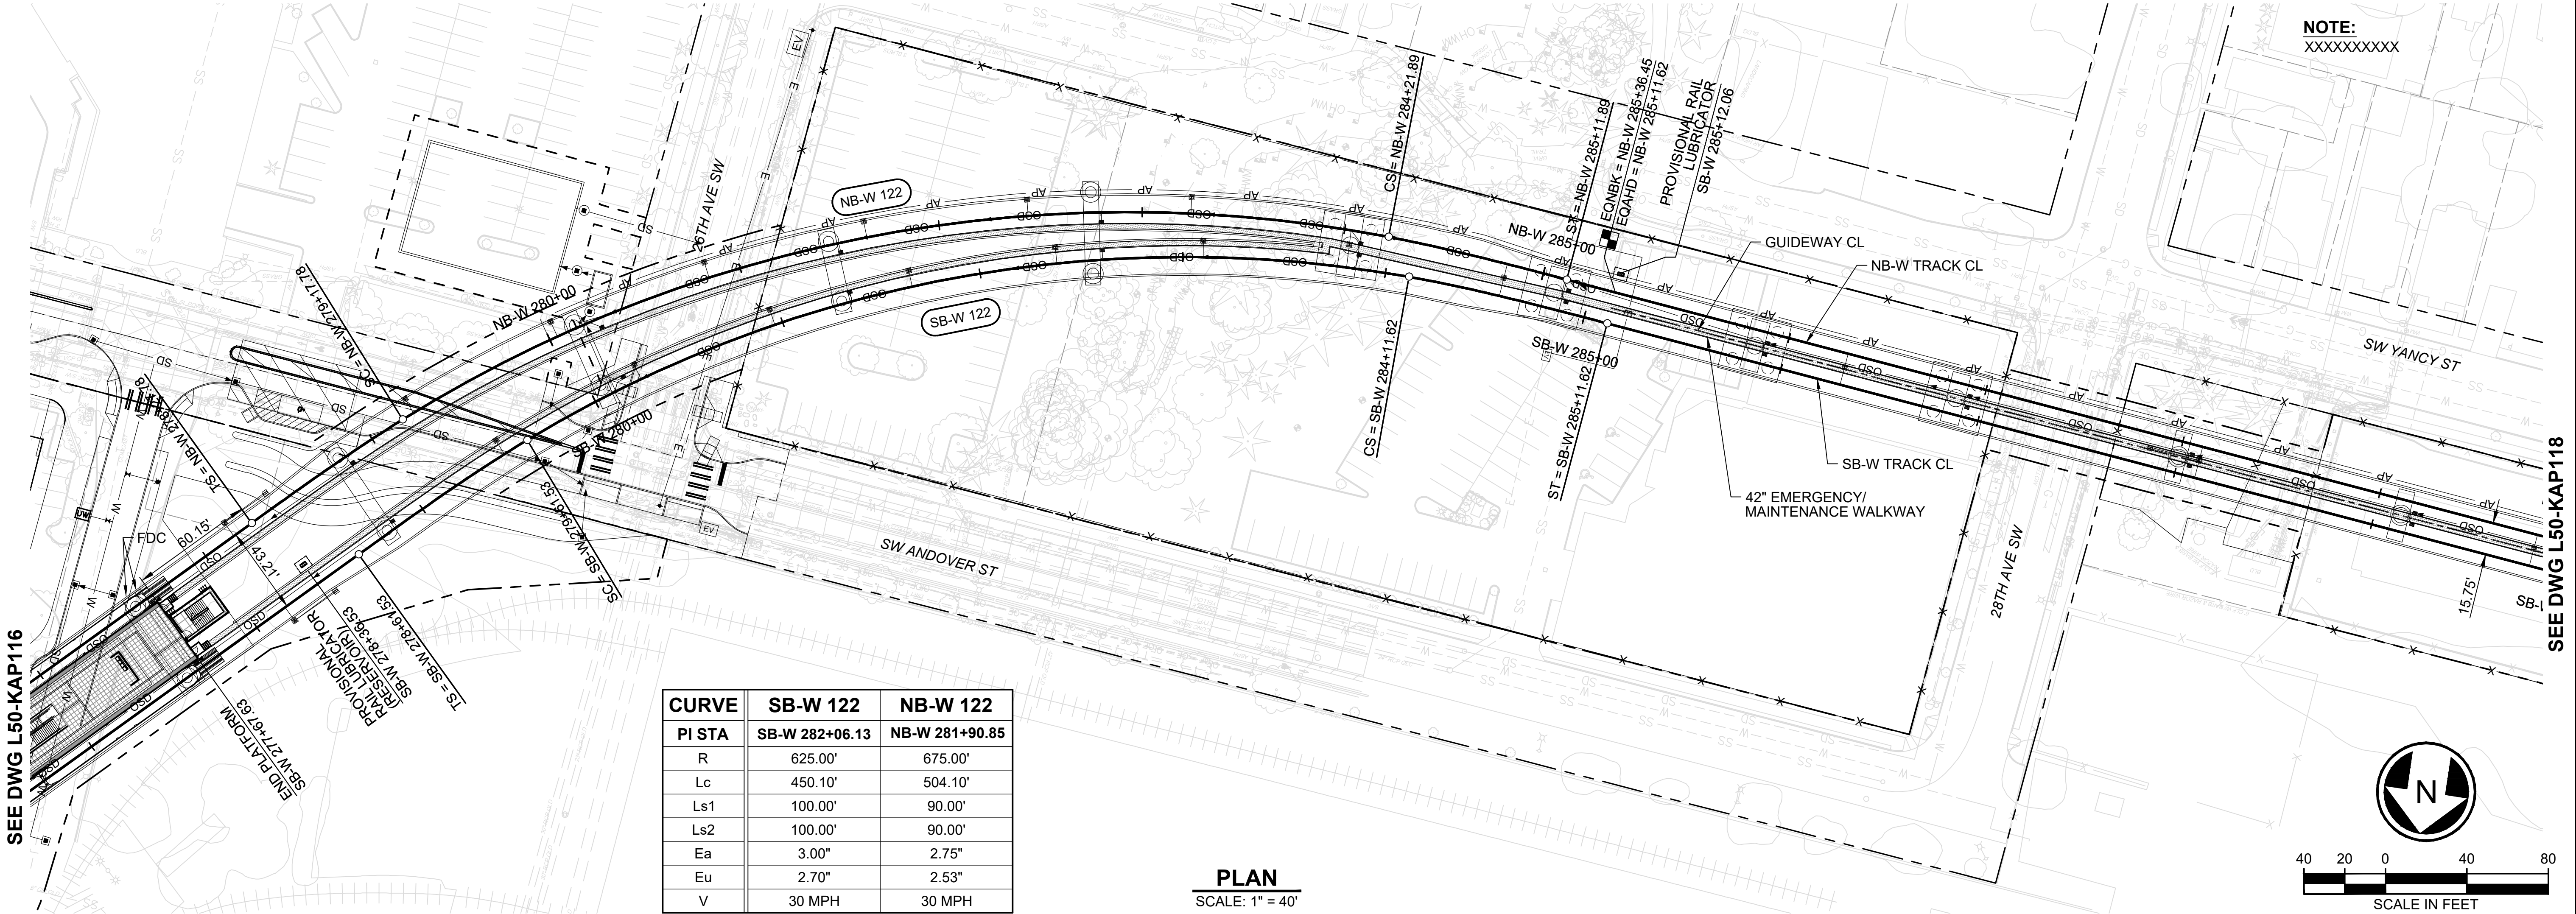 NOTE:
XXXXXXXXXX
SEE DWG L50-KAP116
SEE DWG L50-KAP118
EV
26TH AVE SW
NB-W 122
SB-W 122
CS = NB-W 284+21.89
ST = NB-W 285+11.89
EQNBK = NB-W 285+36.45
EQAHD = NB-W 285+11.62
PROVISIONAL RAIL
LUBRICATOR
SB-W 285+12.06
NB-W 285+00
GUIDEWAY CL
NB-W TRACK CL
SW YANCY ST
SC = NB-W 279+17.78
NB-W 280+00
TS = NB-W 278+27.78
SB-W 280+00
SC = SB-W 279+61.53
SB-W 285+00
CS = SB-W 284+11.62
ST = SB-W 285+11.62
SB-W TRACK CL
42" EMERGENCY/
MAINTENANCE WALKWAY
FDC
60.15'
43.21'
UW
EV
SW ANDOVER ST
28TH AVE SW
15.75'
SB-W
TS = SB-W 278+61.53
PROVISIONAL
RAIL LUBRICATOR
(RESERVOIR)
SB-W 278+36.53
END PLATFORM
SB-W 277+67.63
CURVE SB-W 122 NB-W 122
PI STA SB-W 282+06.13 NB-W 281+90.85
R 625.00' 675.00'
Lc 450.10' 504.10'
Ls1 100.00' 90.00'
Ls2 100.00' 90.00'
Ea 3.00" 2.75"
Eu 2.70" 2.53"
V 30 MPH 30 MPH
PLAN
SCALE: 1" = 40'
N
40 20 0 40 80
SCALE IN FEET